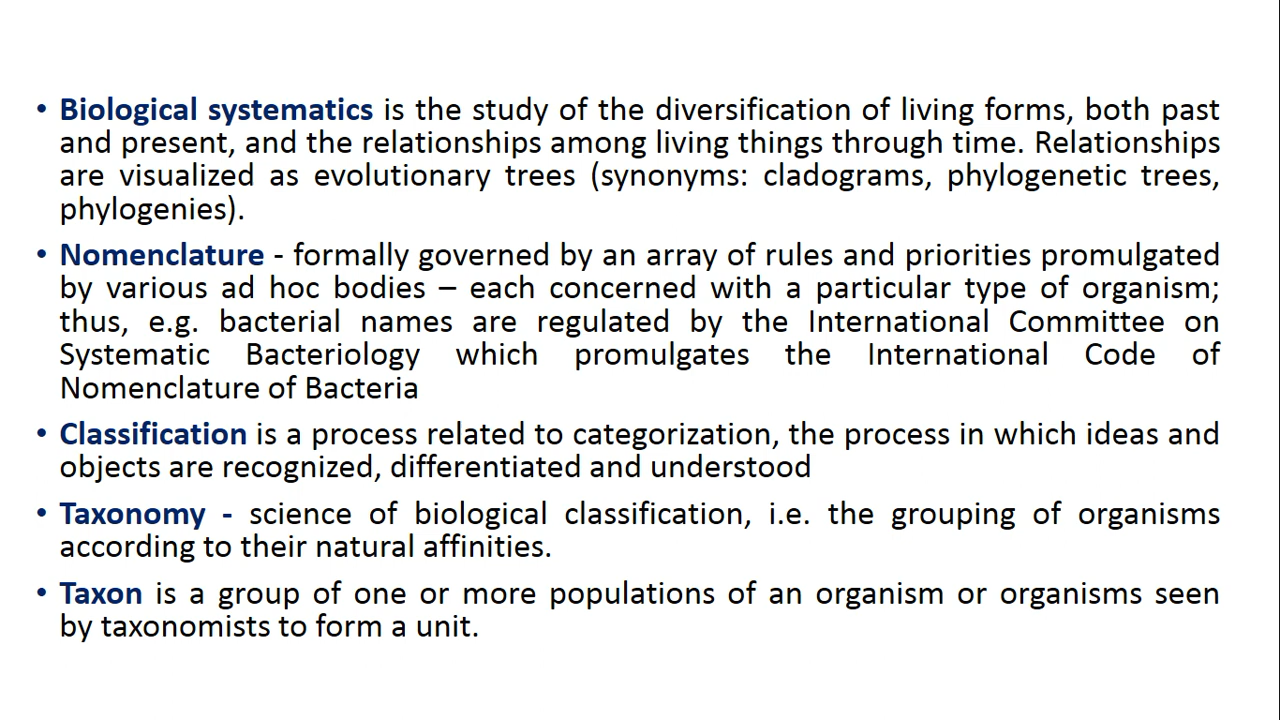 • Biological systematics is the study of the diversification of living forms, both past
and present, and the relationships among living things through time. Relationships
are visualized as evolutionary trees (synonyms: cladograms, phylogenetic trees,
phylogenies).
• Nomenclature - formally governed by an array of rules and priorities promulgated
by various ad hoc bodies – each concerned with a particular type of organism;
thus, e.g. bacterial names are regulated by the International Committee on
Systematic Bacteriology which promulgates the International Code of
Nomenclature of Bacteria
• Classification is a process related to categorization, the process in which ideas and
objects are recognized, differentiated and understood
• Taxonomy - science of biological classification, i.e. the grouping of organisms
according to their natural affinities.
• Taxon is a group of one or more populations of an organism or organisms seen
by taxonomists to form a unit.